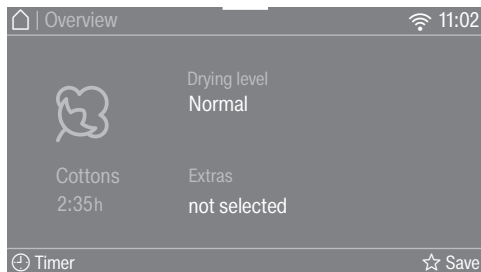 | Overview 11:02
Drying level
Normal
Cottons
2:35h
Extras
not selected
Timer Save